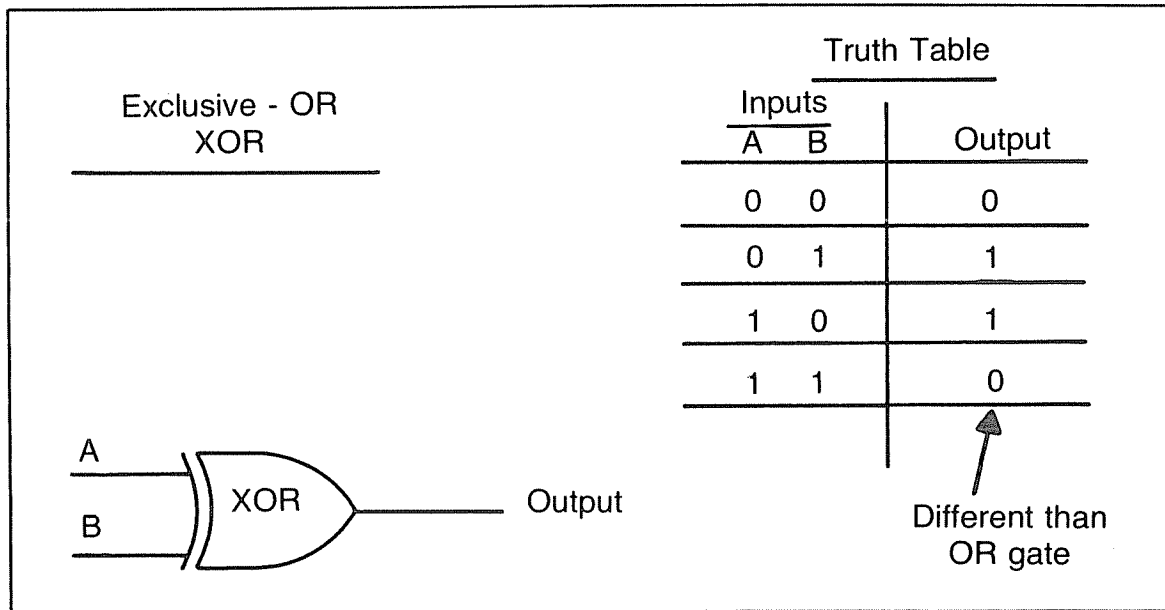 Exclusive - OR
XOR
Truth Table
Inputs
A B Output
0 0 0
0 1 1
1 0 1
1 1 0
Different than
OR gate
A
B
XOR
Output